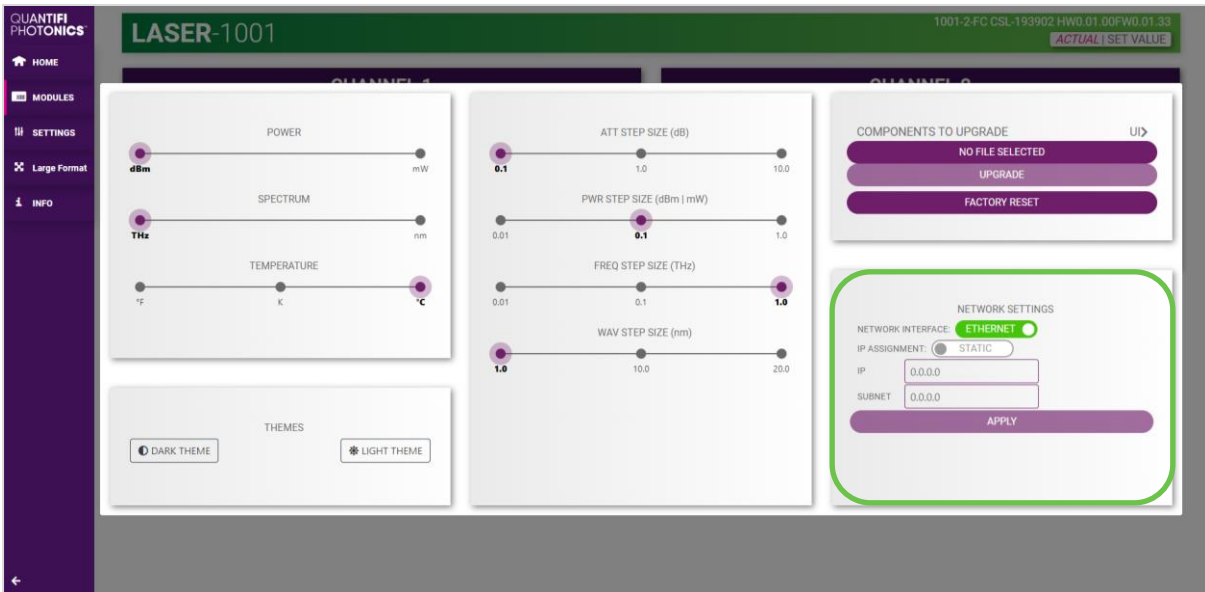 QUANTIFI
PHOTONICS™
HOME
MODULES
SETTINGS
Large Format
INFO
LASER-1001
1001-2-FC CSL-193902 HW0.01.00FW0.01.33
ACTUAL | SET VALUE
CHANNEL 1
CHANNEL 2
POWER
dBm mW
SPECTRUM
THz nm
TEMPERATURE
°F K °C
THEMES
DARK THEME LIGHT THEME
ATT STEP SIZE (dB)
0.1 1.0 10.0
PWR STEP SIZE (dBm | mW)
0.01 0.1 1.0
FREQ STEP SIZE (THz)
0.01 0.1 1.0
WAV STEP SIZE (nm)
1.0 10.0 20.0
COMPONENTS TO UPGRADE UI>
NO FILE SELECTED
UPGRADE
FACTORY RESET
NETWORK SETTINGS
NETWORK INTERFACE: ETHERNET
IP ASSIGNMENT: STATIC
IP 0.0.0.0
SUBNET 0.0.0.0
APPLY